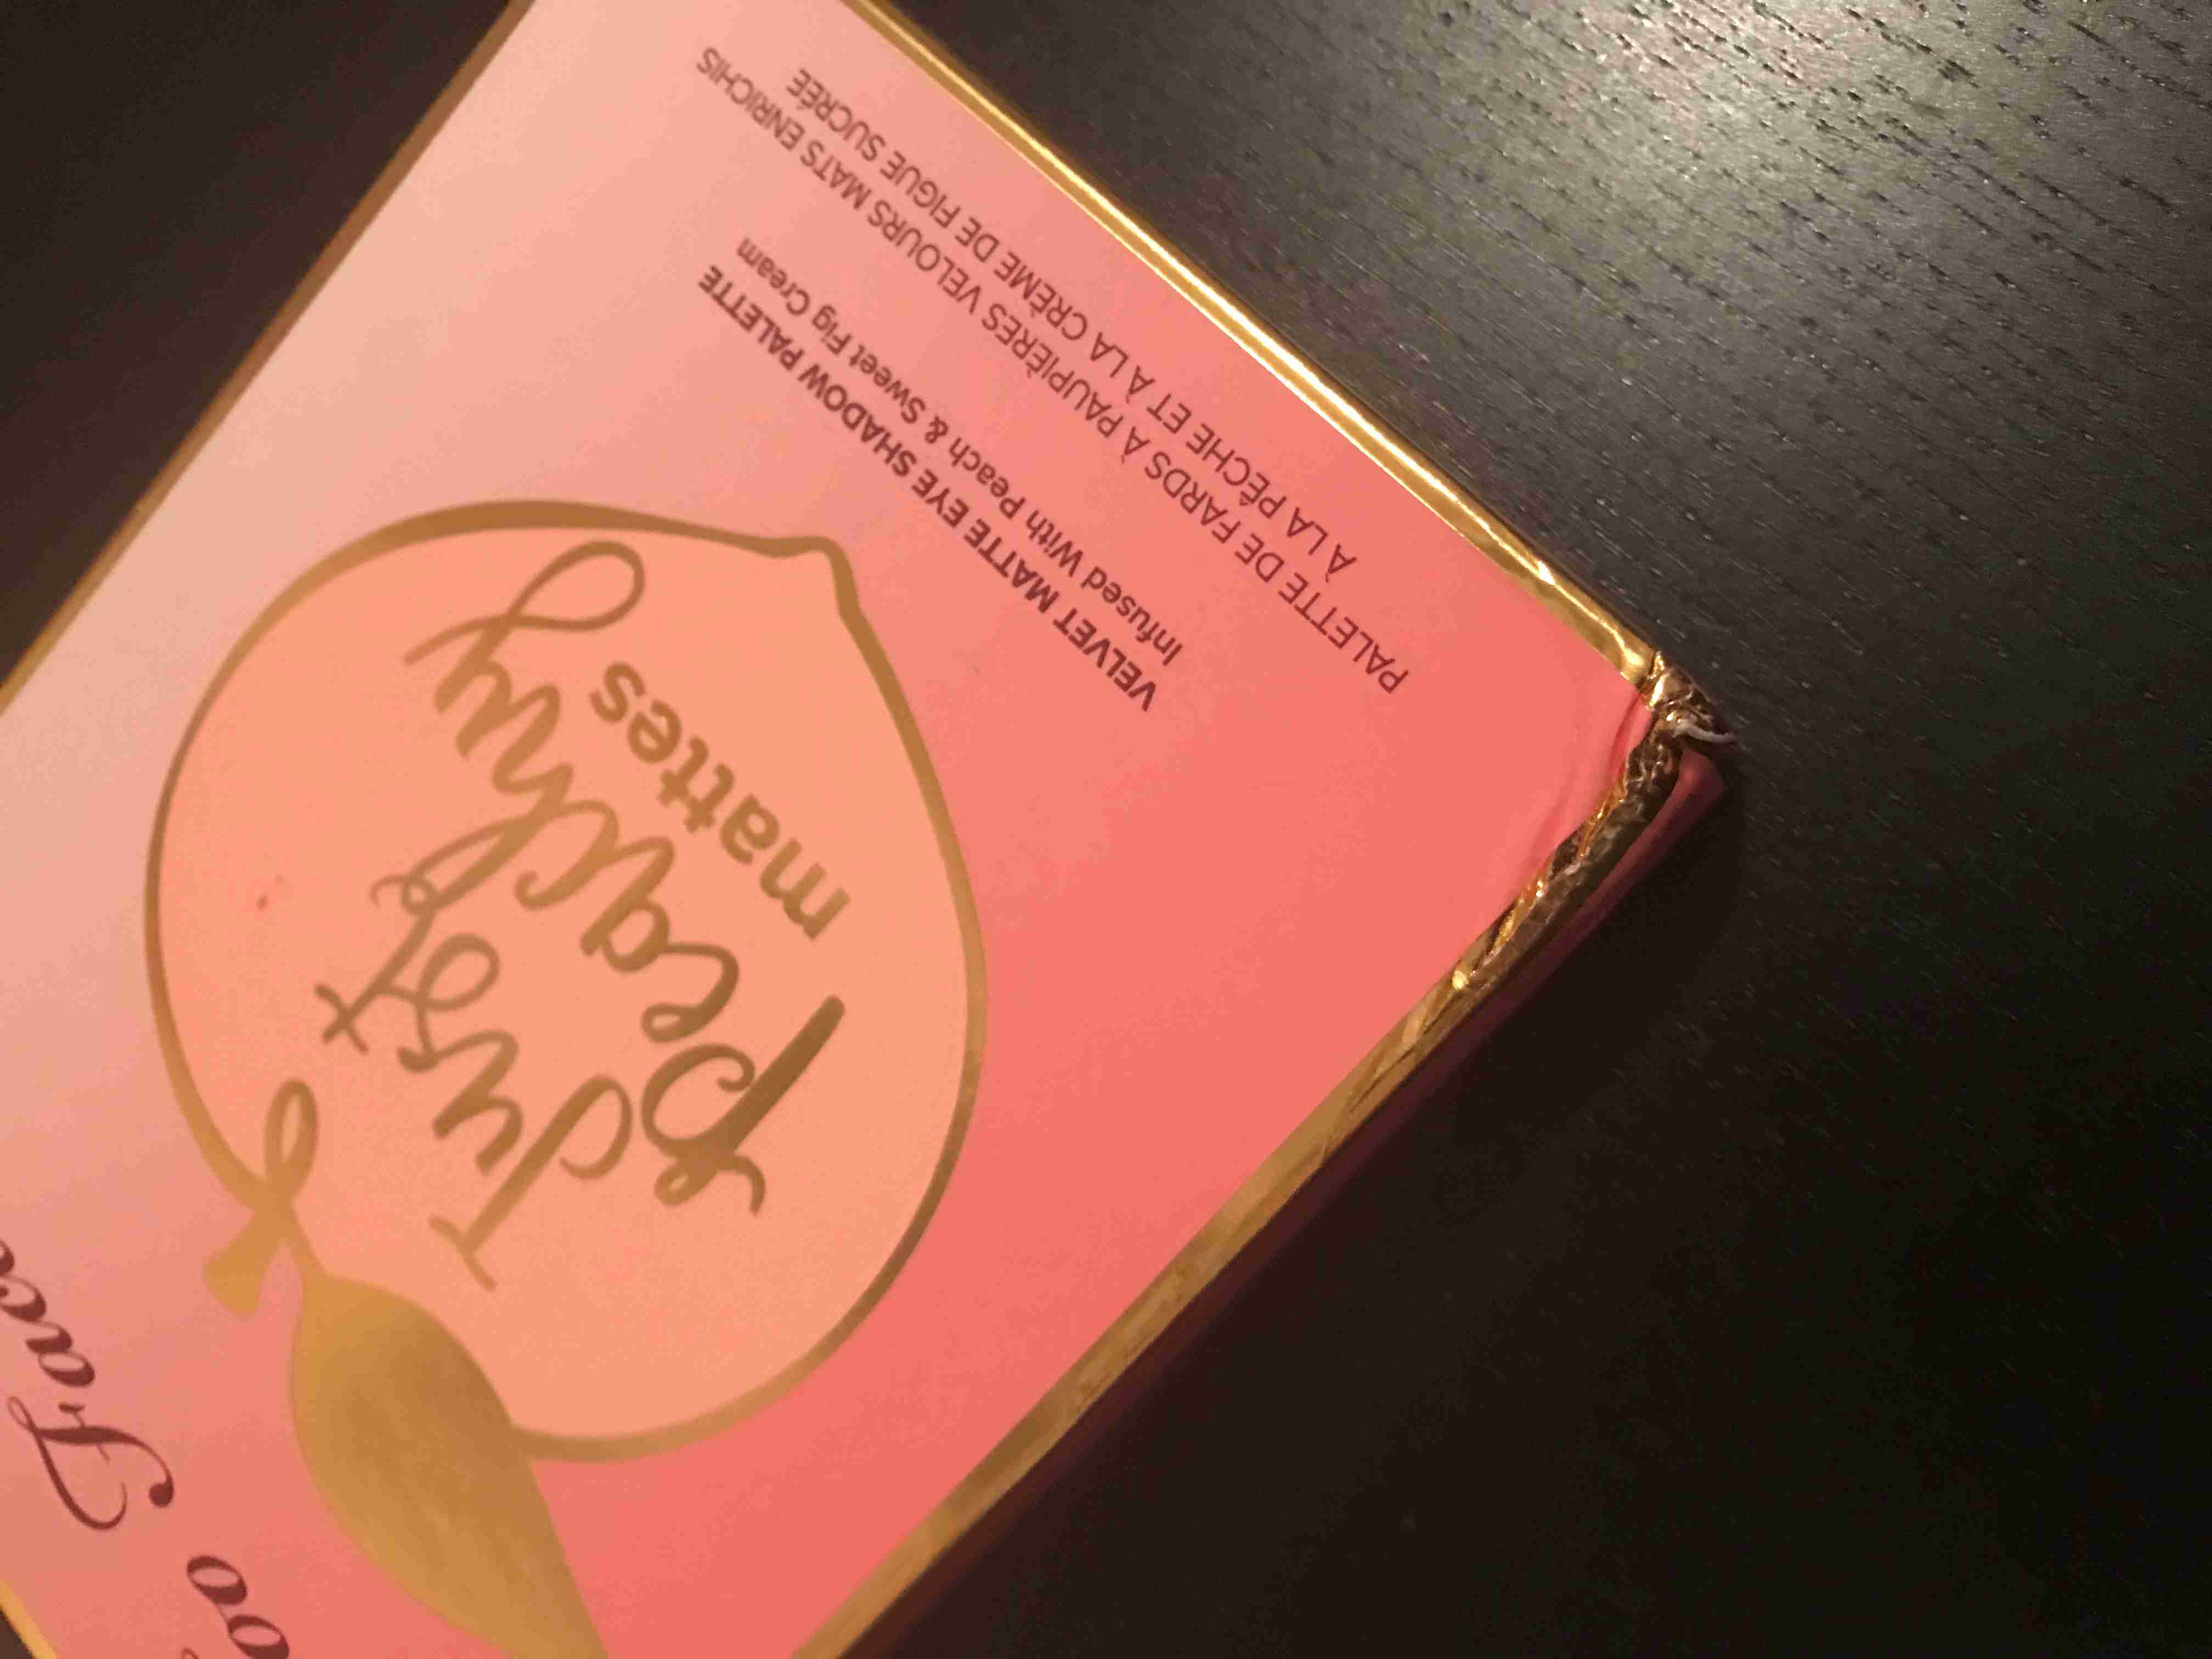 Just
peachy
mattes
VELVET MATTE EYE SHADOW PALETTE
Infused With Peach & Sweet Fig Cream
PALETTE DE FARDS À PAUPIÈRES VELOURS MATS ENRICHIS
À LA PÊCHE ET À LA CRÈME DE FIGUE SUCRÉE